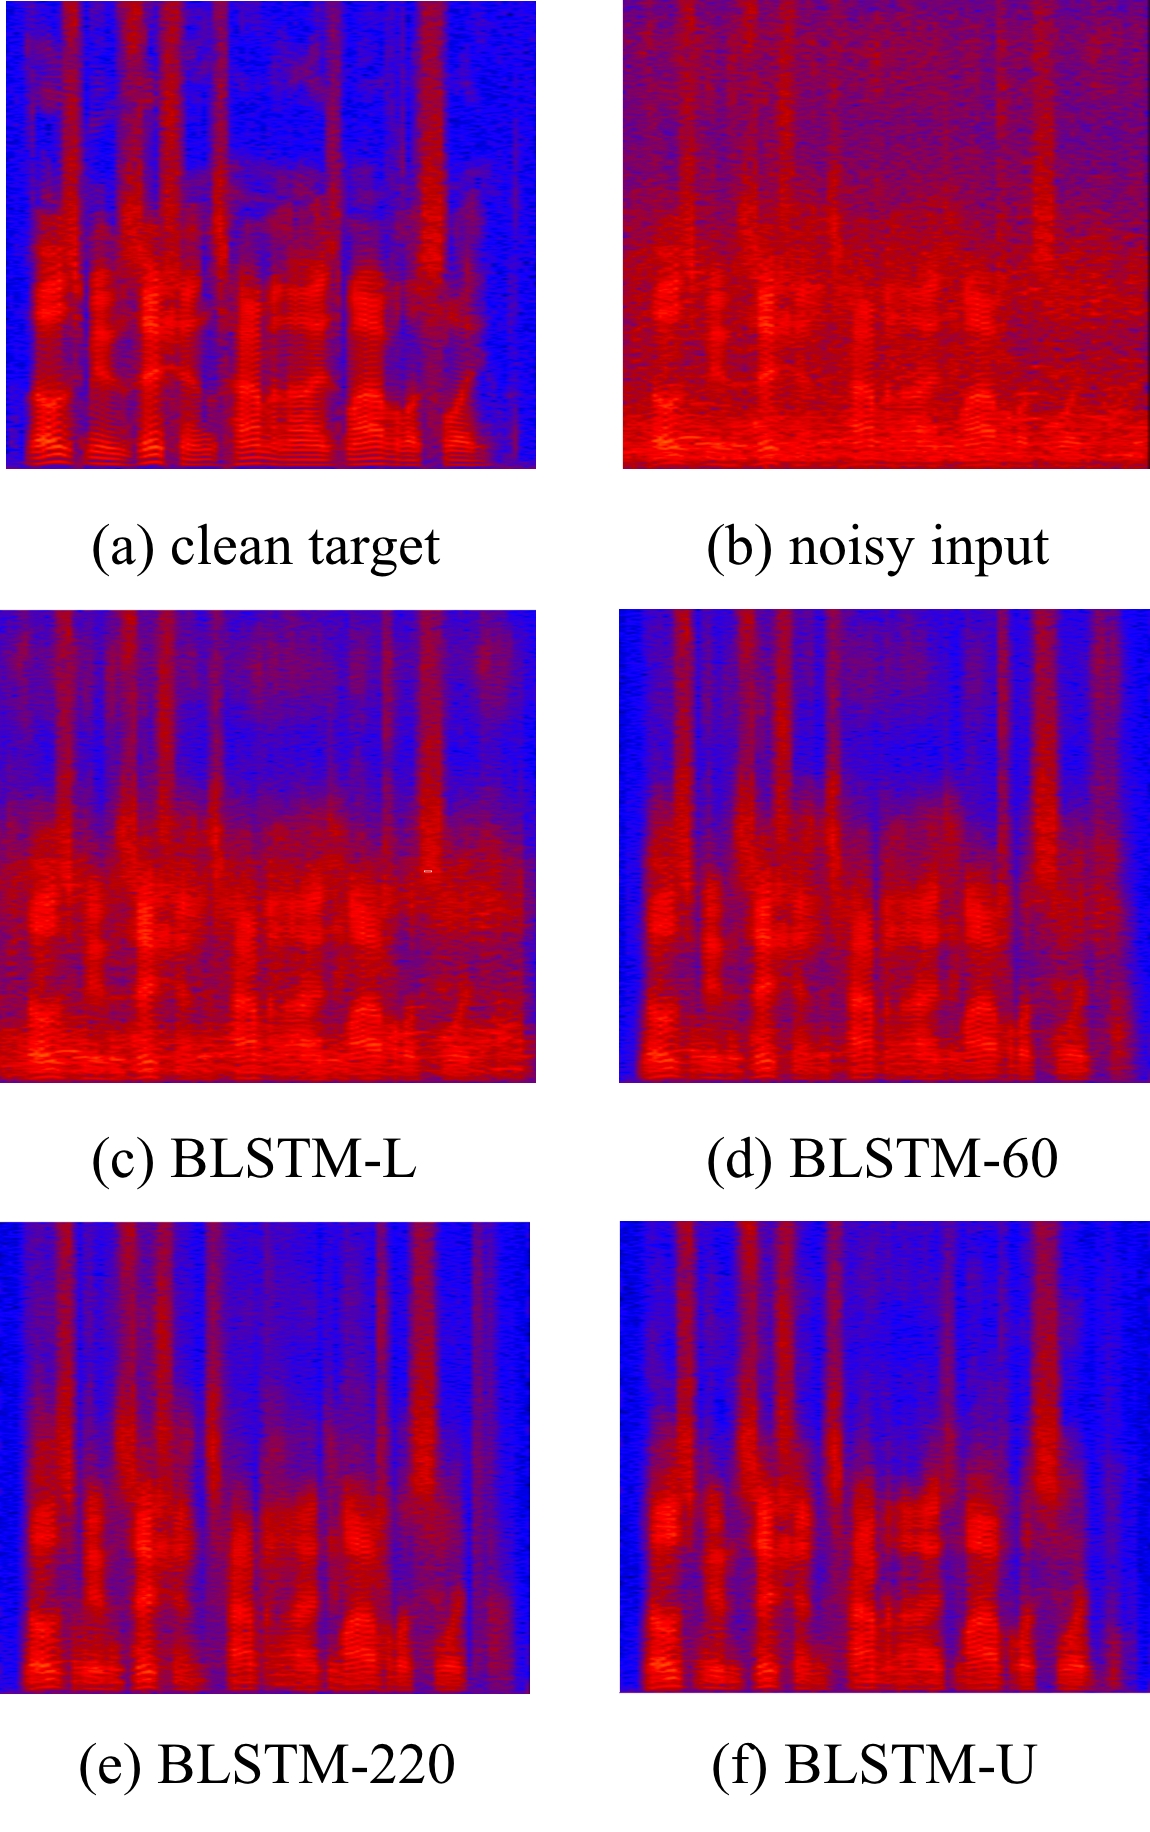 (a) clean target
(b) noisy input
(c) BLSTM-L
(d) BLSTM-60
(e) BLSTM-220
(f) BLSTM-U